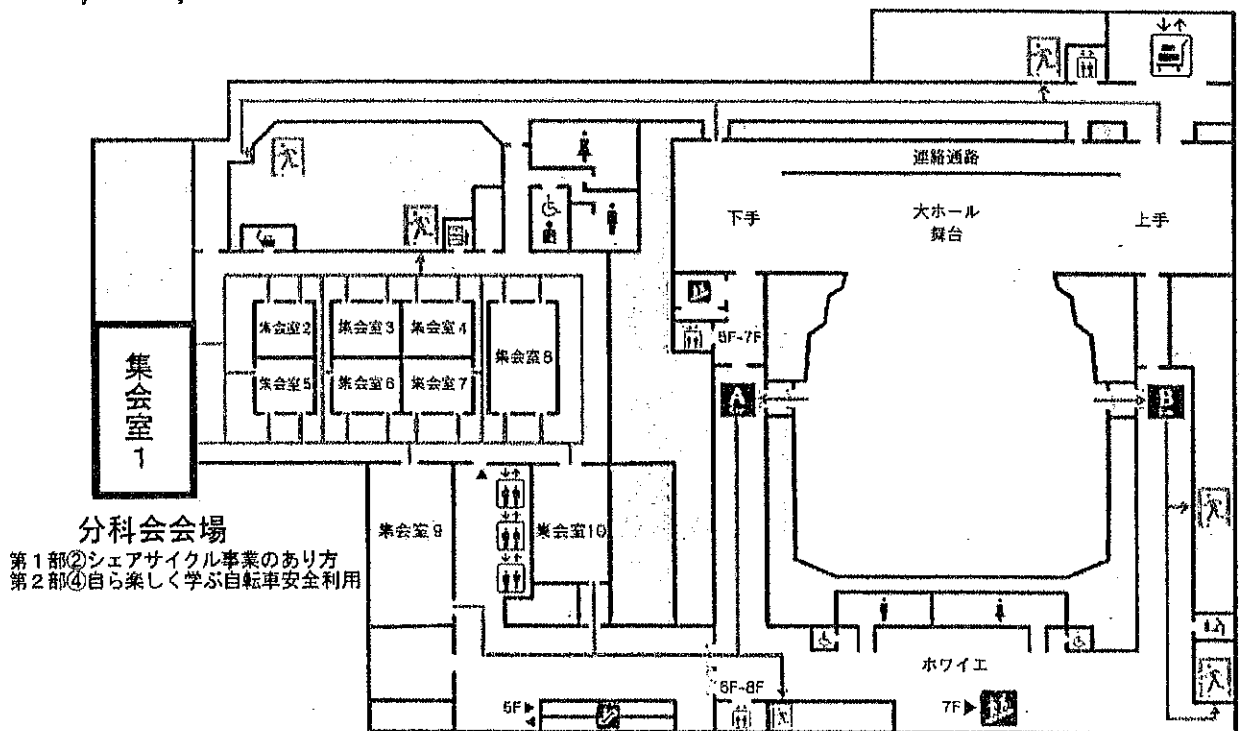 連絡通路
下手
大ホール
舞台
上手
集会室2
集会室3
集会室4
集会室8
集会室5
集会室6
集会室7
5F-7F
A
B
集会室1
集会室9
集会室10
分科会会場
第1部②シェアサイクル事業のあり方
第2部④自ら楽しく学ぶ自転車安全利用
ホワイエ
6F-8F
5F
7F